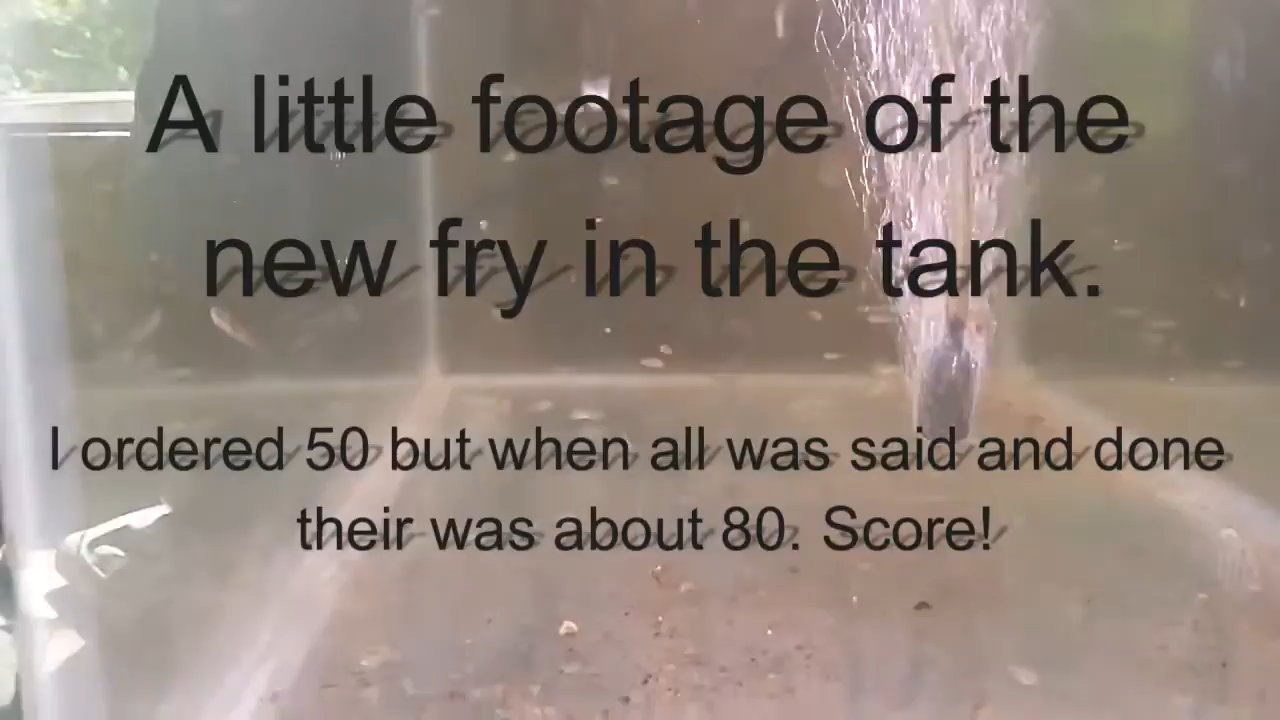 A little footage of the
new fry in the tank.
I ordered 50 but when all was said and done
their was about 80. Score!